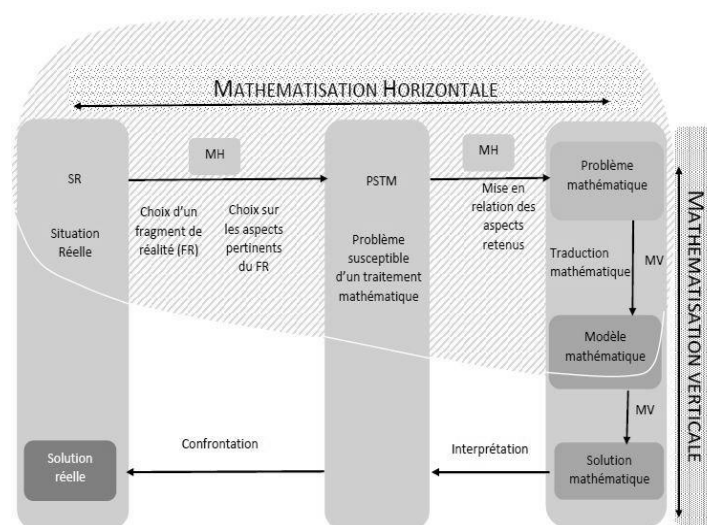 MATHEMATISATION HORIZONTALE
MH
MH
SR
PSTM
Problème
mathématique
Choix d'un
fragment de
réalité (FR)
Choix sur
les aspects
pertinents
du FR
Mise en
relation des
aspects
retenus
Situation
Réelle
Problème
susceptible
d'un traitement
mathématique
Traduction
mathématique
MV
Modèle
mathématique
MV
Confrontation
Interprétation
Solution
réelle
Solution
mathématique
MATHÉMATISATION VERTICALE